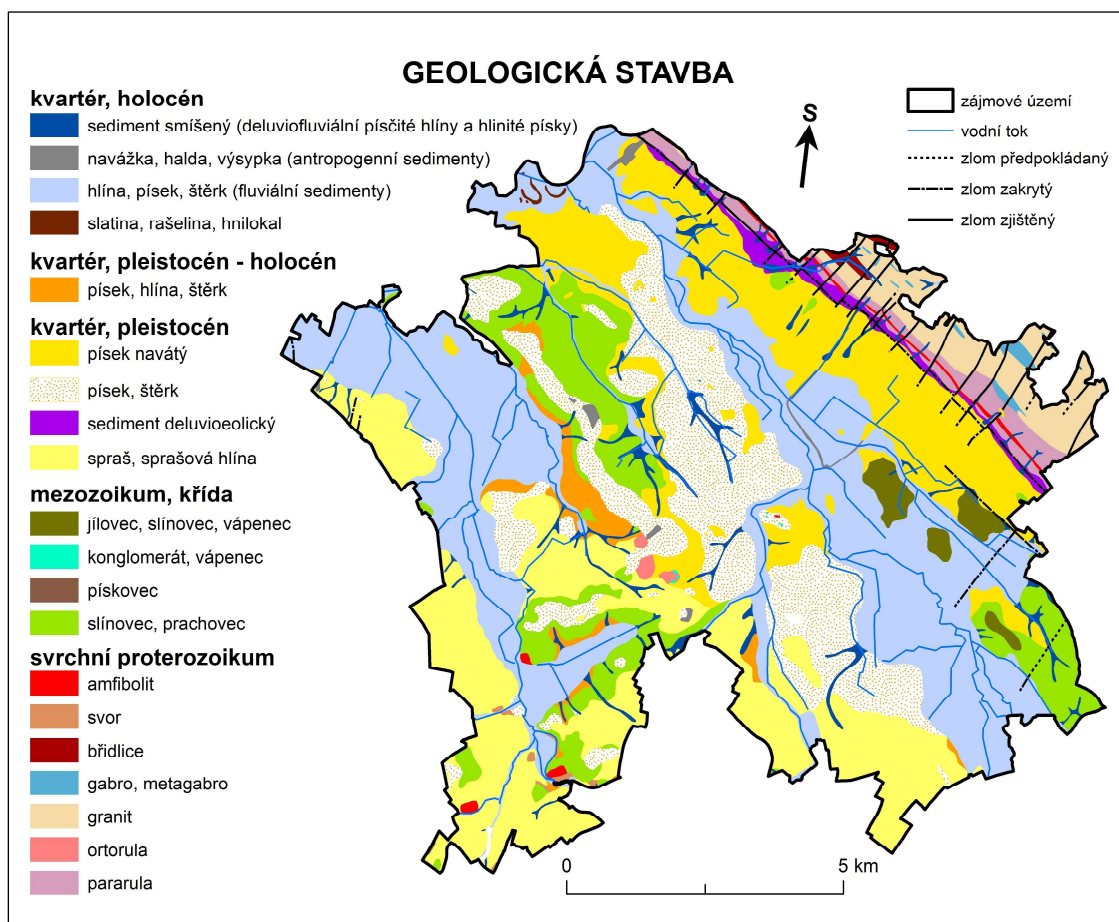 GEOLOGICKÁ STAVBA
kvartér, holocén
sediment smíšený (deluviofluviální písčité hlíny a hlinité písky)
navážka, halda, výsypka (antropogenní sedimenty)
hlína, písek, štěrk (fluviální sedimenty)
slatina, rašelina, hnilokal
kvartér, pleistocén - holocén
písek, hlína, štěrk
kvartér, pleistocén
písek navátý
písek, štěrk
sediment deluvioeolický
spraš, sprašová hlína
mezozoikum, křída
jílovec, slínovec, vápenec
konglomerát, vápenec
pískovec
slínovec, prachovec
svrchní proterozoikum
amfibolit
svor
břidlice
gabro, metagabro
granit
ortorula
pararula
S
zájmové území
vodní tok
zlom předpokládaný
zlom zakrytý
zlom zjištěný
0 5 km